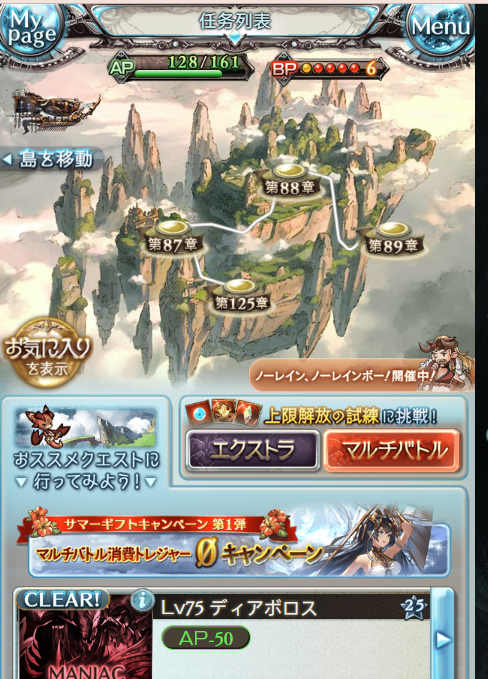 My page
任务列表
Menu
AP 128/161
BP 6
島を移動
第88章
第87章
第89章
第125章
お気に入り
を表示
ノーレイン、ノーレインボー!開催中!
上限解放の試練に挑戦!
エクストラ
マルチバトル
おススメクエストに
▼行ってみよう!▼
サマーギフトキャンペーン 第1弾
マルチバトル消費トレジャー0キャンペーン
CLEAR!
i
Lv75 ディアボロス
25
AP-50
MANIAC